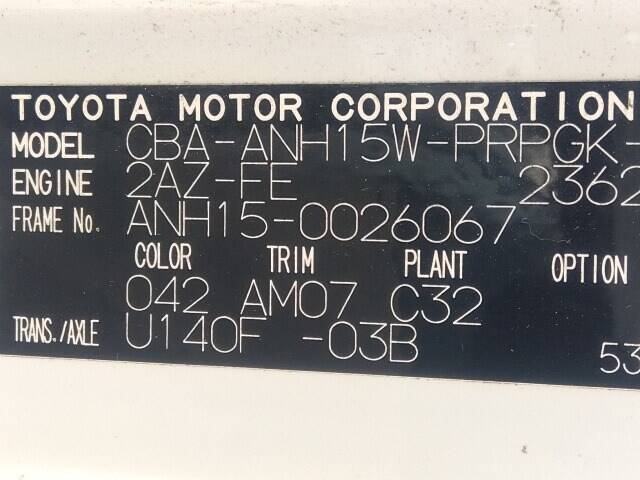 TOYOTA MOTOR CORPORATION
MODEL CBA-ANH15W-PRPGK-
ENGINE 2AZ-FE 2362
FRAME No. ANH15-0026067
COLOR TRIM PLANT OPTION
042 AM07 C32
TRANS./AXLE U140F -03B
53